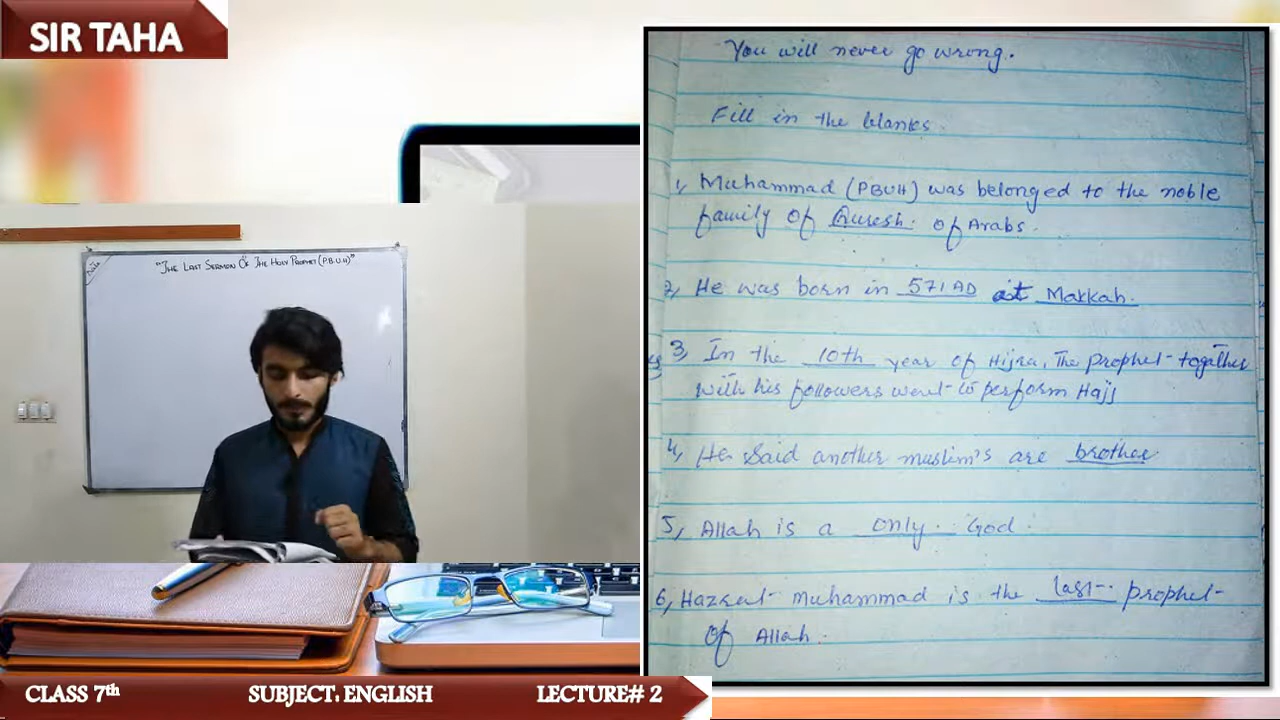 SIR TAHA
"THE LAST SERMON OF THE HOLY PROPHET (P.B.U.H)"
You will never go wrong.
Fill in the blanks.
1, Muhammad (PBUH) was belonged to the noble
family of Quresh. of Arabs.
2, He was born in 571 AD at Makkah.
3, In the 10th year of Hijra, The prophet together
with his followers went to perform Hajj
4, He Said another muslim's are brother.
5, Allah is a only. God.
6, Hazrat muhammad is the last prophet
of Allah.
CLASS 7th SUBJECT: ENGLISH LECTURE# 2